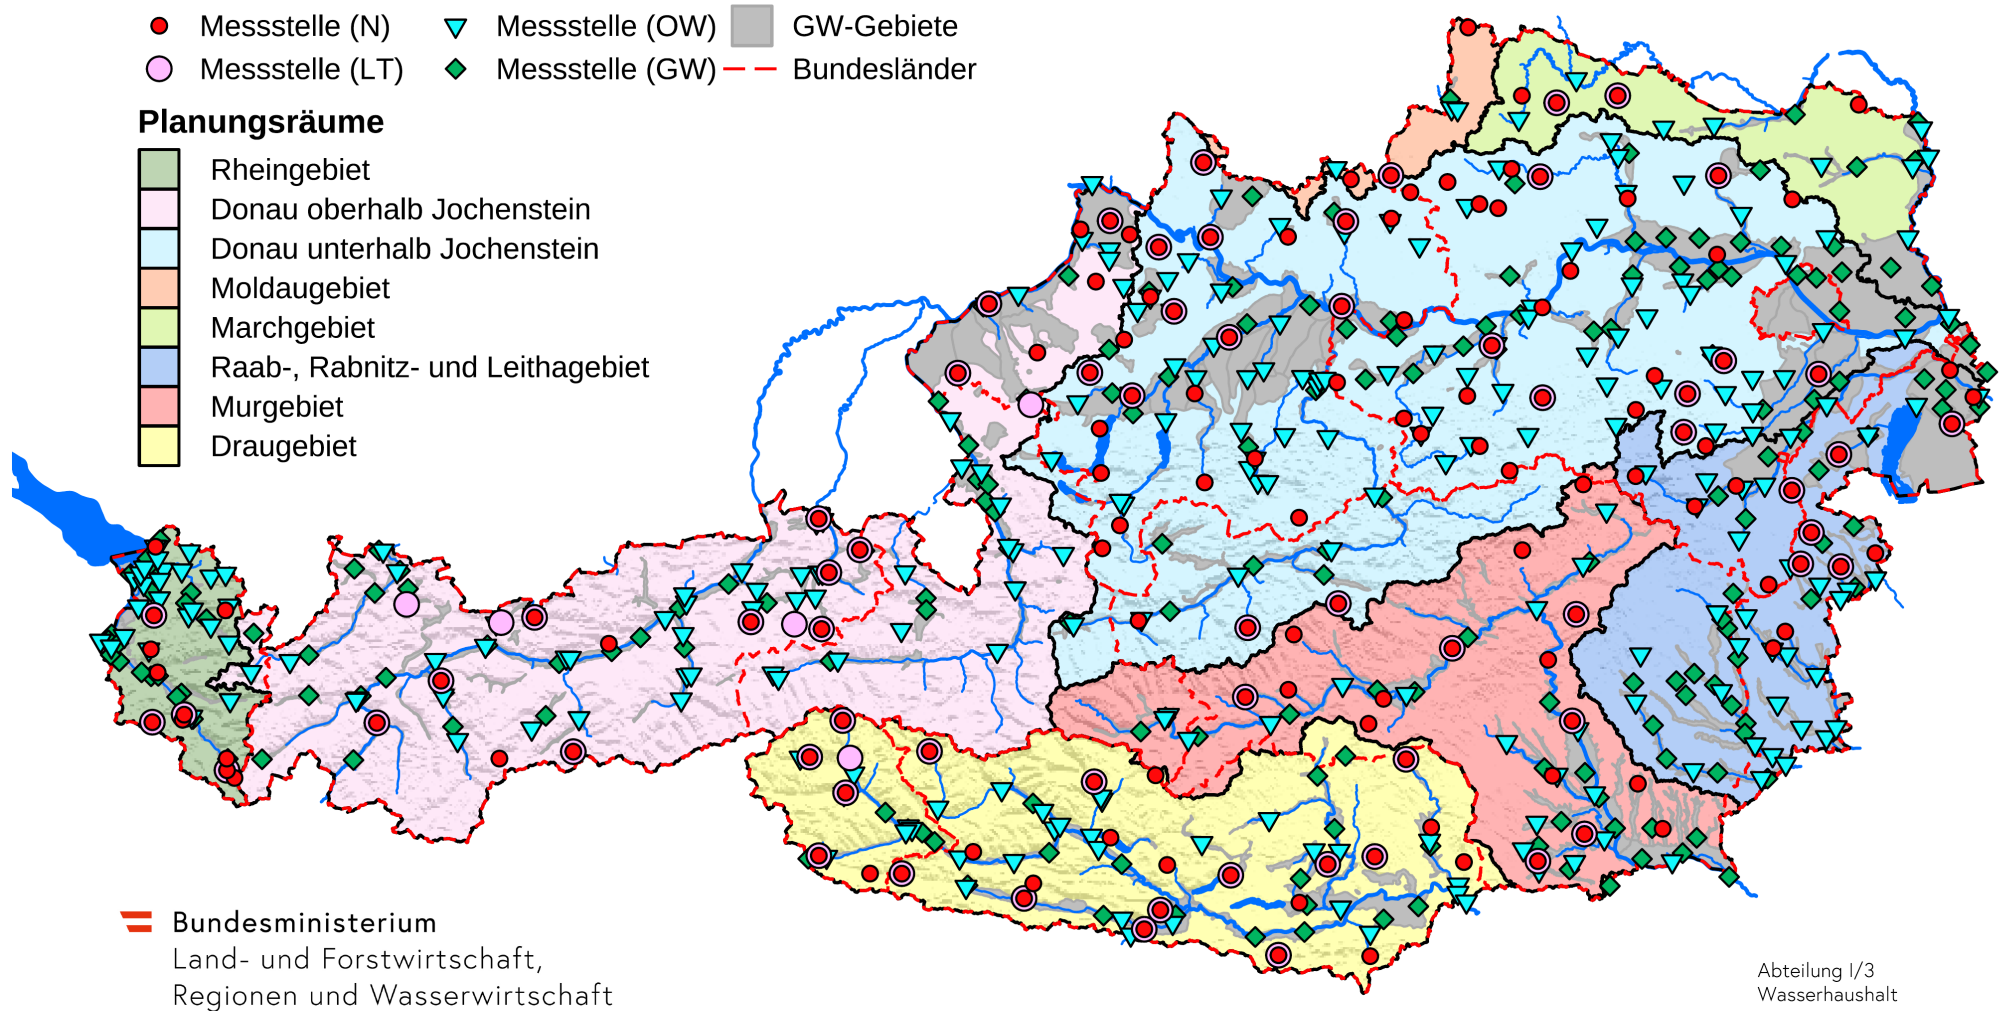 Messstelle (N)
Messstelle (OW)
GW-Gebiete
Messstelle (LT)
Messstelle (GW)
Bundesländer
Planungsräume
Rheingebiet
Donau oberhalb Jochenstein
Donau unterhalb Jochenstein
Moldaugebiet
Marchgebiet
Raab-, Rabnitz- und Leithagebiet
Murgebiet
Draugebiet
Bundesministerium
Land- und Forstwirtschaft,
Regionen und Wasserwirtschaft
Abteilung I/3
Wasserhaushalt